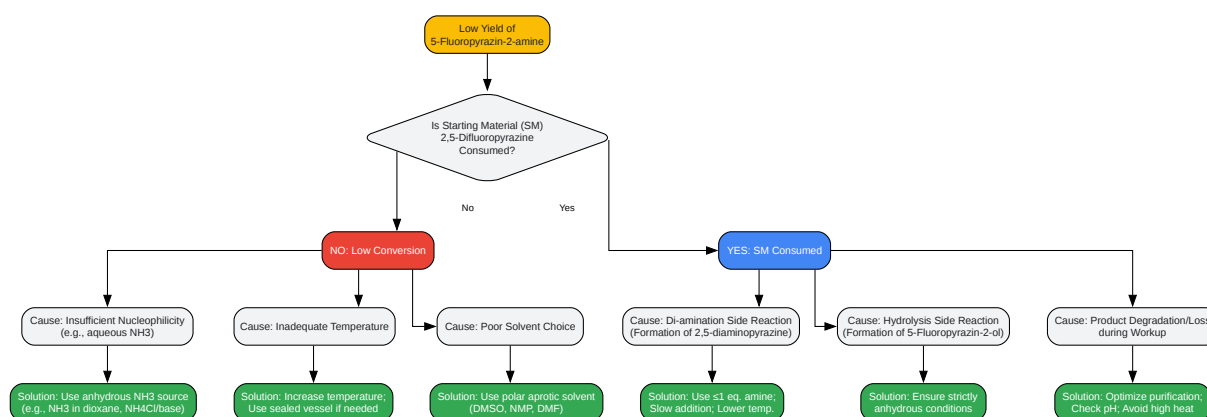 Low Yield of
5-Fluoropyrazin-2-amine
Is Starting Material (SM)
2,5-Difluoropyrazine
Consumed?
No
Yes
NO: Low Conversion
YES: SM Consumed
Cause: Insufficient Nucleophilicity
(e.g., aqueous NH3)
Cause: Inadequate Temperature
Cause: Poor Solvent Choice
Cause: Di-amination Side Reaction
(Formation of 2,5-diaminopyrazine)
Cause: Hydrolysis Side Reaction
(Formation of 5-Fluoropyrazin-2-ol)
Cause: Product Degradation/Loss
during Workup
Solution: Use anhydrous NH3 source
(e.g., NH3 in dioxane, NH4Cl/base)
Solution: Increase temperature;
Use sealed vessel if needed
Solution: Use polar aprotic solvent
(DMSO, NMP, DMF)
Solution: Use ≤1 eq. amine;
Slow addition; Lower temp.
Solution: Ensure strictly
anhydrous conditions
Solution: Optimize purification;
Check pH; Avoid high heat